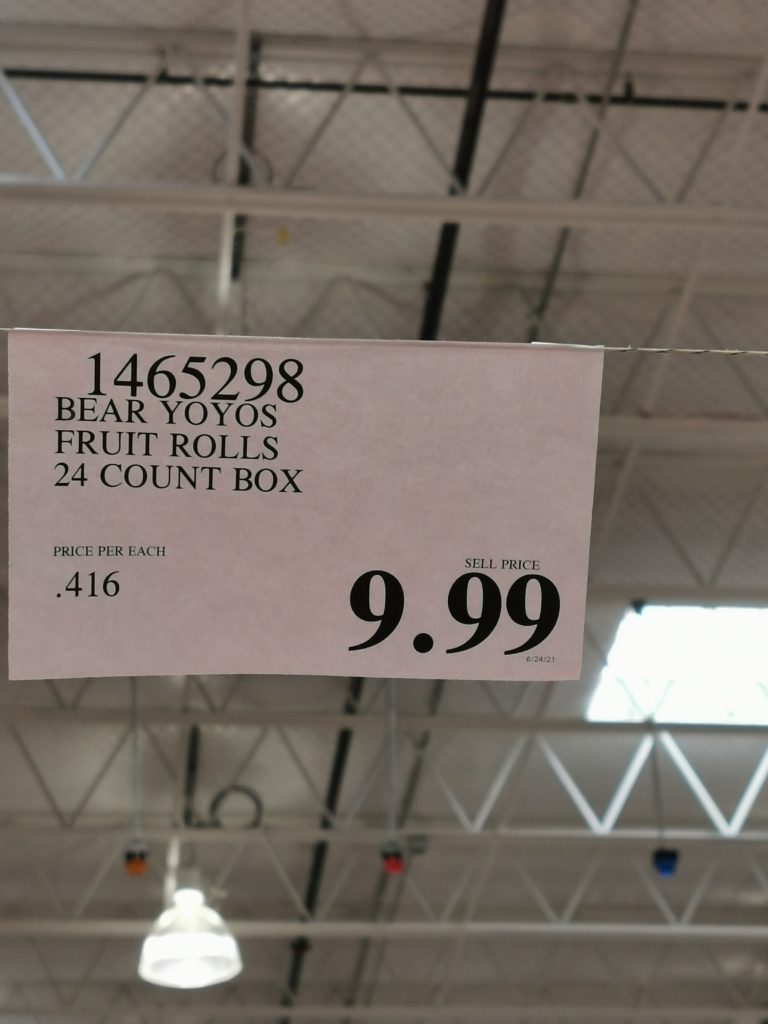 1465298
BEAR YOYOS
FRUIT ROLLS
24 COUNT BOX
PRICE PER EACH
.416
SELL PRICE
9.99
6/24/21